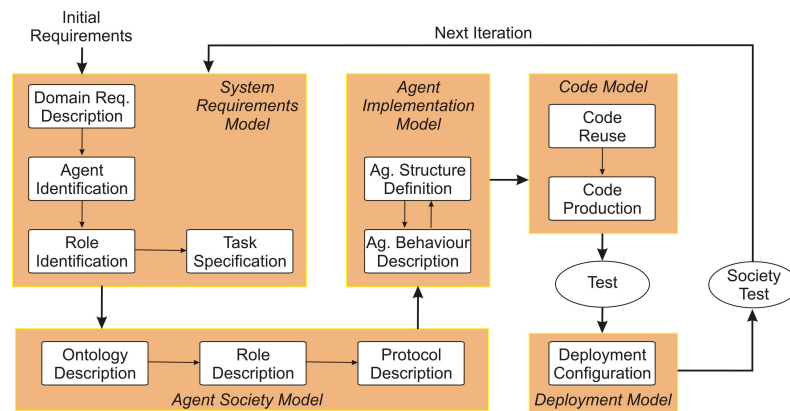 Initial
Requirements
Next Iteration
System
Requirements
Model
Domain Req.
Description
Agent
Identification
Role
Identification
Task
Specification
Agent
Implementation
Model
Ag. Structure
Definition
Ag. Behaviour
Description
Code Model
Code
Reuse
Code
Production
Test
Society
Test
Ontology
Description
Role
Description
Protocol
Description
Agent Society Model
Deployment
Configuration
Deployment Model